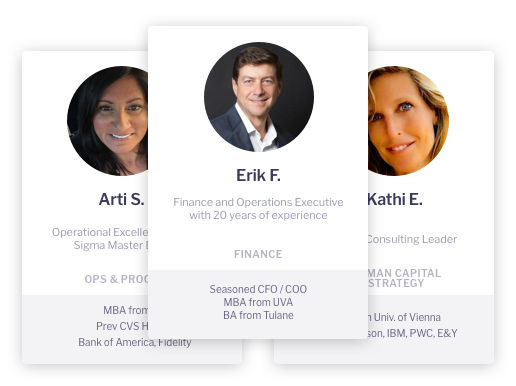 Arti S.
Operational Excelle
Sigma Master
OPS &
MBA from
Prev CVS
Bank of America, Fidelity
Erik F.
Finance and Operations Executive
with 20 years of experience
FINANCE
Seasoned CFO / COO
MBA from UVA
BA from Tulane
Kathi E.
Consulting Leader
MAN CAPITAL
STRATEGY
Univ. of Vienna
son, IBM, PWC, E&Y